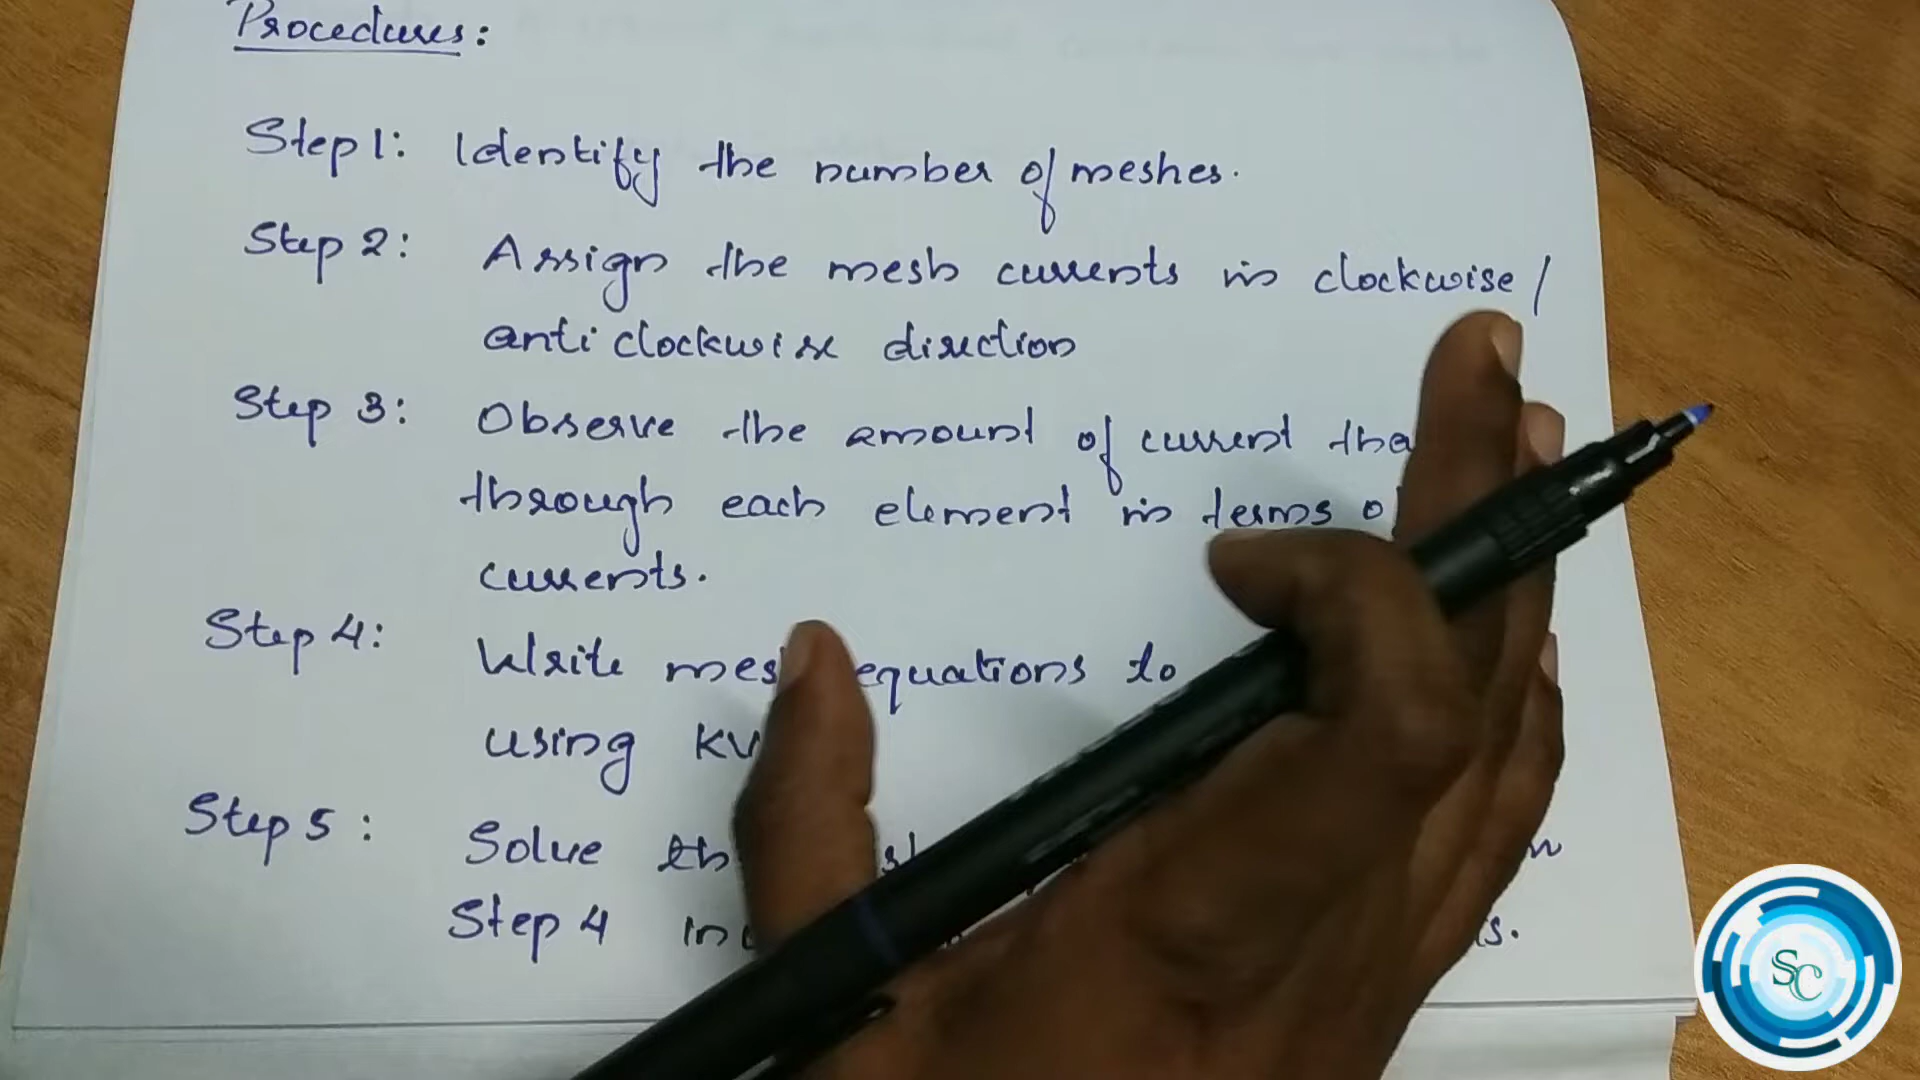 Procedures:
Step 1: Identify the number of meshes.
Step 2: Assign the mesh currents in clockwise /
anti clockwise direction
Step 3: Observe the amount of current
through each element in terms
currents.
Step 4: Write equations to
using
Step 5: Solve
Step 4
SC